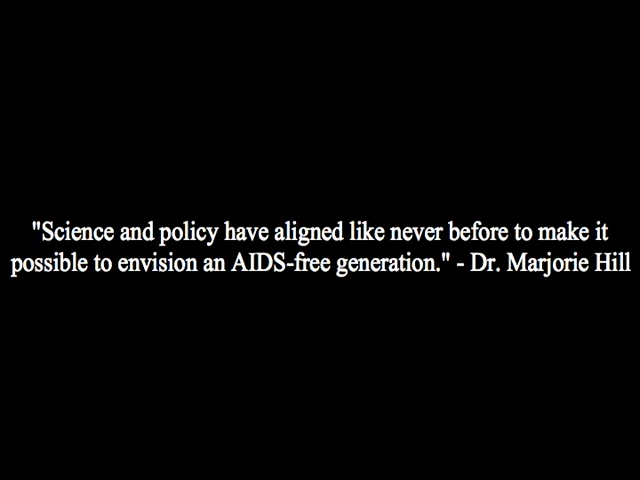 "Science and policy have aligned like never before to make it
possible to envision an AIDS-free generation." - Dr. Marjorie Hill